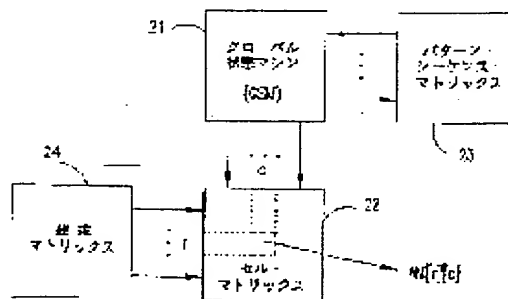 21
グローバル
状態マシン
(GSM)
パターン・
シーケンス・
マトリックス
23
24
マトリックス
c
r
22
セル・
マトリックス